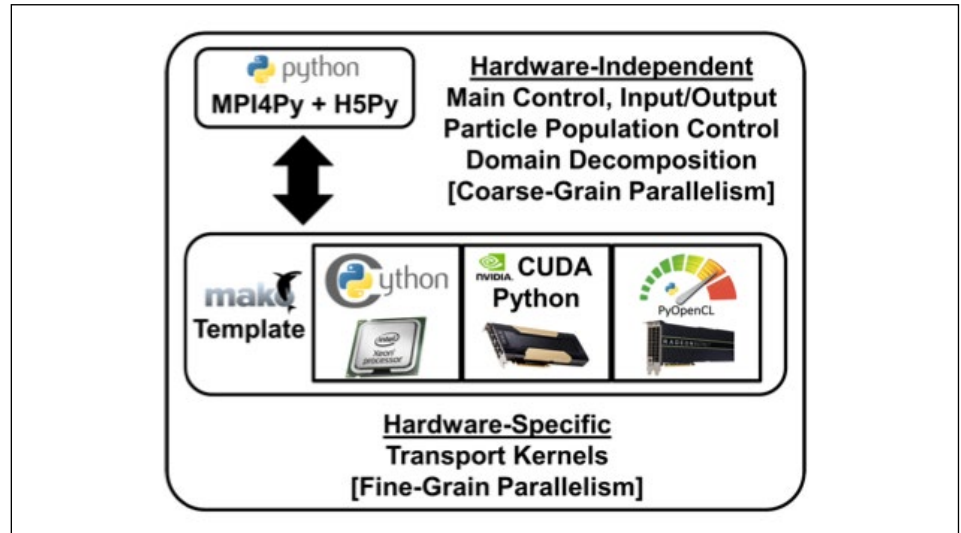 python
MPI4Py + H5Py
Hardware-Independent
Main Control, Input/Output
Particle Population Control
Domain Decomposition
[Coarse-Grain Parallelism]
mako
Template
Cython
intel
Xeon
processor
NVIDIA. CUDA
Python
PyOpenCL
RADEON
Hardware-Specific
Transport Kernels
[Fine-Grain Parallelism]